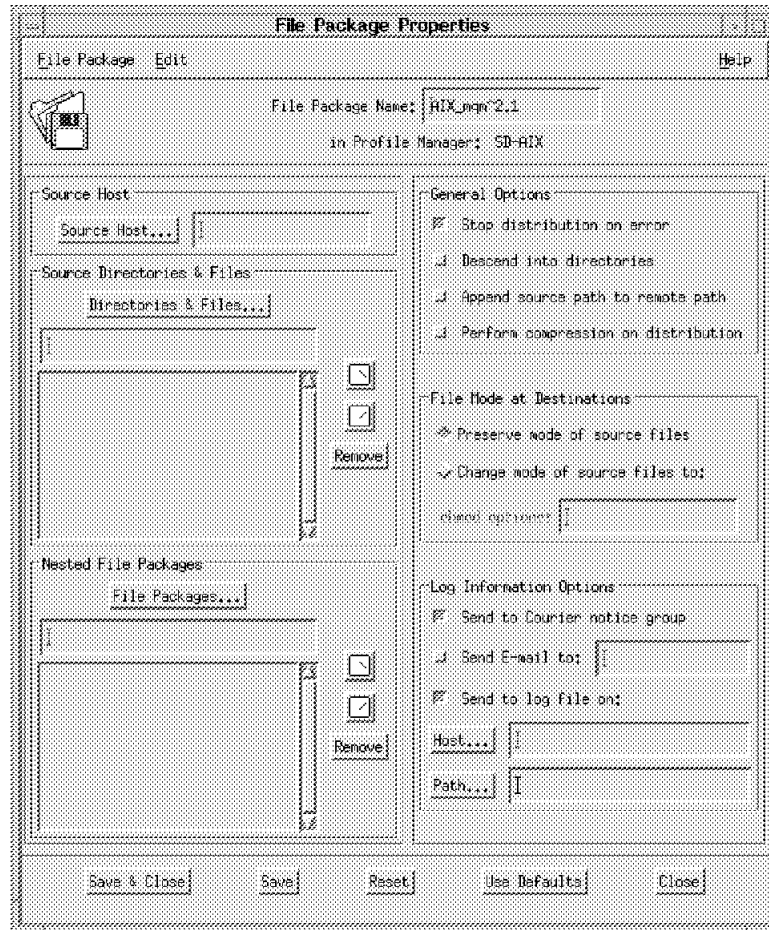 File Package Properties
File Package Edit Help
File Package Name: AIX_mqm^2.1
in Profile Manager: SD-AIX
Source Host
Source Host...
Source Directories & Files
Directories & Files...
Remove
Nested File Packages
File Packages...
Remove
General Options
Stop distribution on error
Descend into directories
Append source path to remote path
Perform compression on distribution
File Mode at Destinations
Preserve mode of source files
Change mode of source files to:
chmod options:
Log Information Options
Send to Courier notice group
Send E-mail to:
Send to log file on:
Host...
Path...
Save & Close Save Reset Use Defaults Close